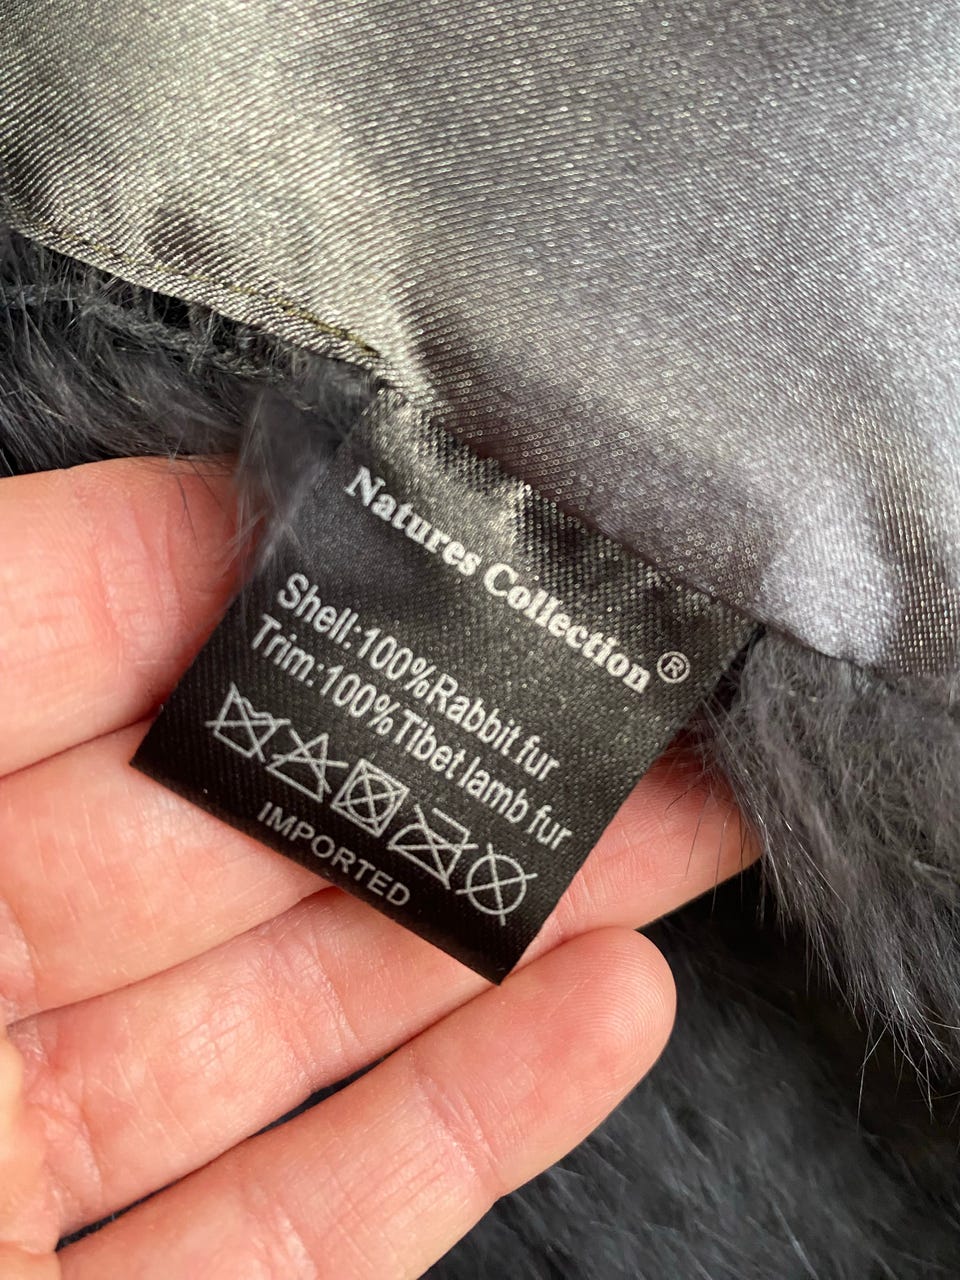 Natures Collection®
Shell:100%Rabbit fur
Trim:100%Tibet lamb fur
IMPORTED